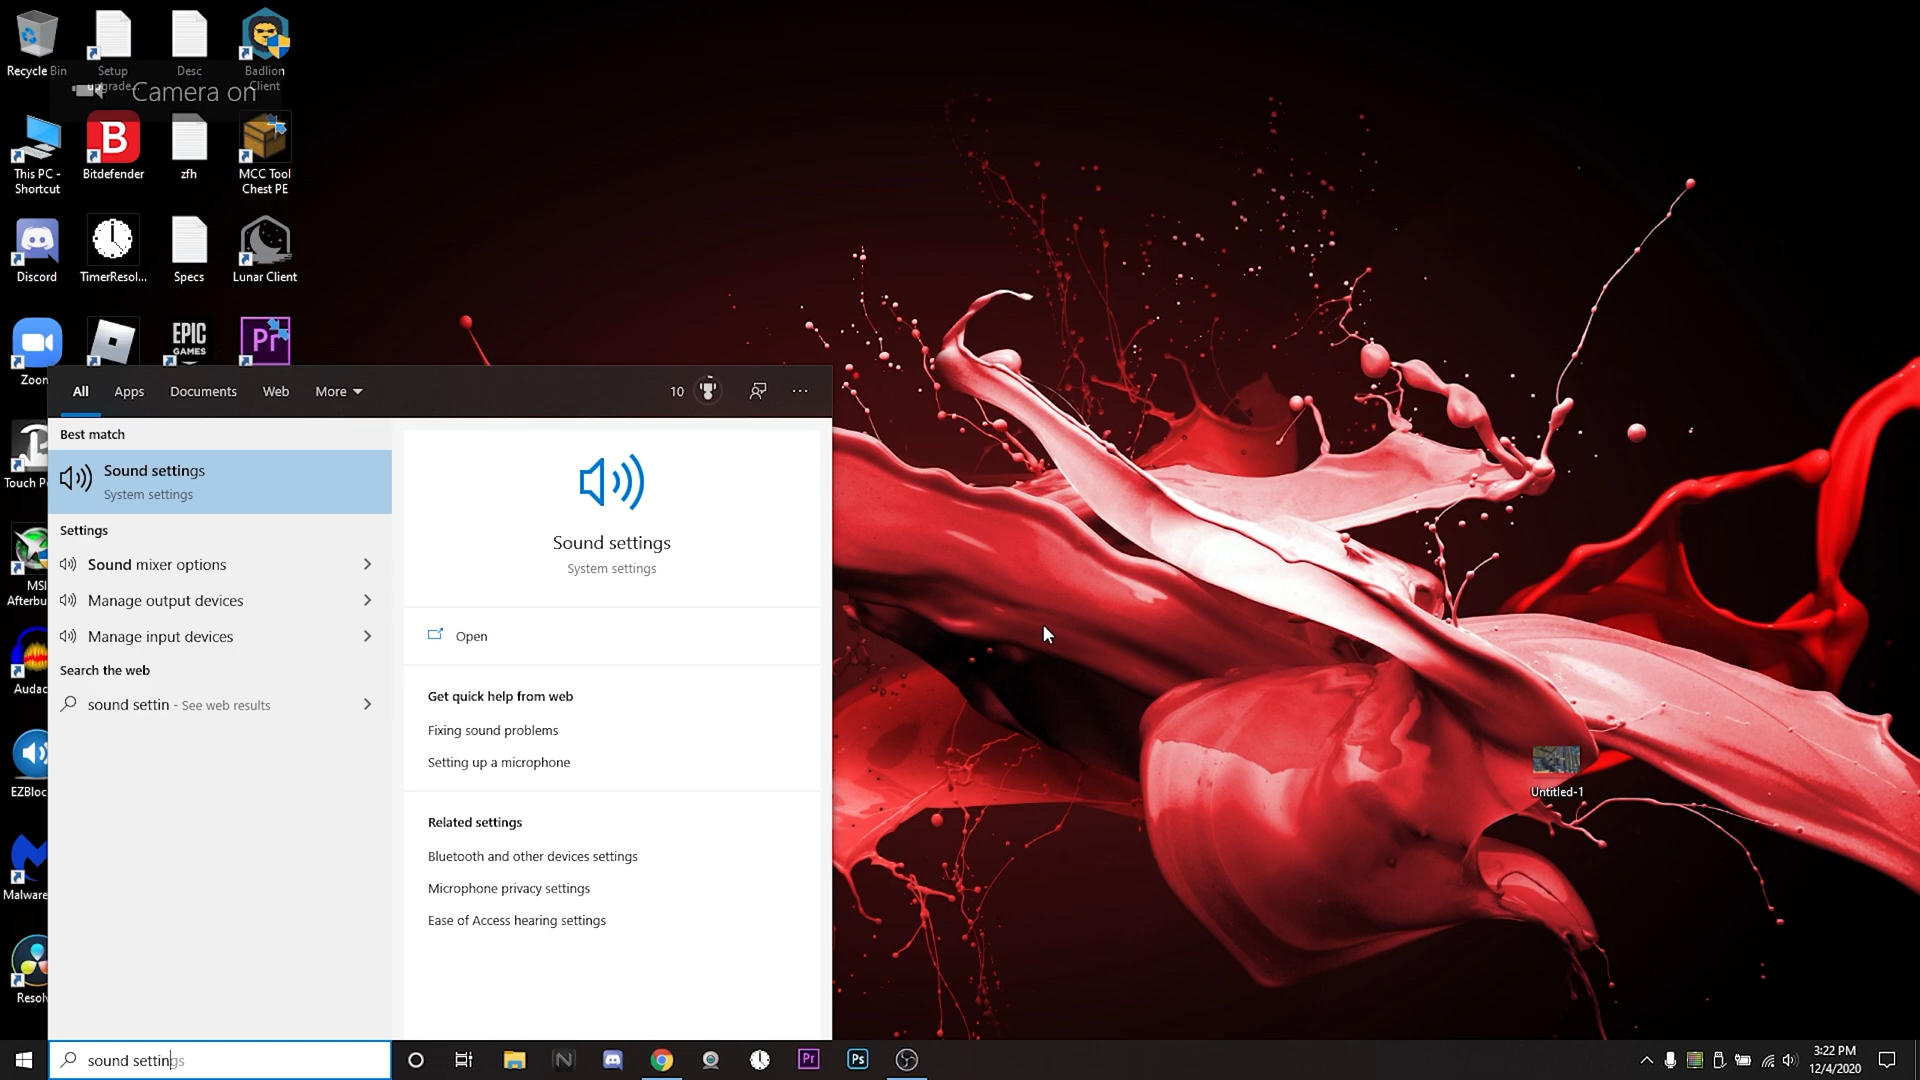 Recycle Bin
Setup
upgrade...
Desc
Badlion
Client
Camera on
This PC -
Shortcut
B
Bitdefender
zfh
MCC Tool
Chest PE
Discord
TimerResol...
Specs
Lunar Client
Zoom
EPIC
GAMES
Pr
Touch P
MSI
Afterbu
Audac
EZBloc
Malware
Resolv
All
Apps
Documents
Web
More
10
Best match
Sound settings
System settings
Settings
Sound mixer options
Manage output devices
Manage input devices
Search the web
sound settin - See web results
Sound settings
System settings
Open
Get quick help from web
Fixing sound problems
Setting up a microphone
Related settings
Bluetooth and other devices settings
Microphone privacy settings
Ease of Access hearing settings
Untitled-1
sound settings
N
Pr
Ps
3:22 PM
12/4/2020